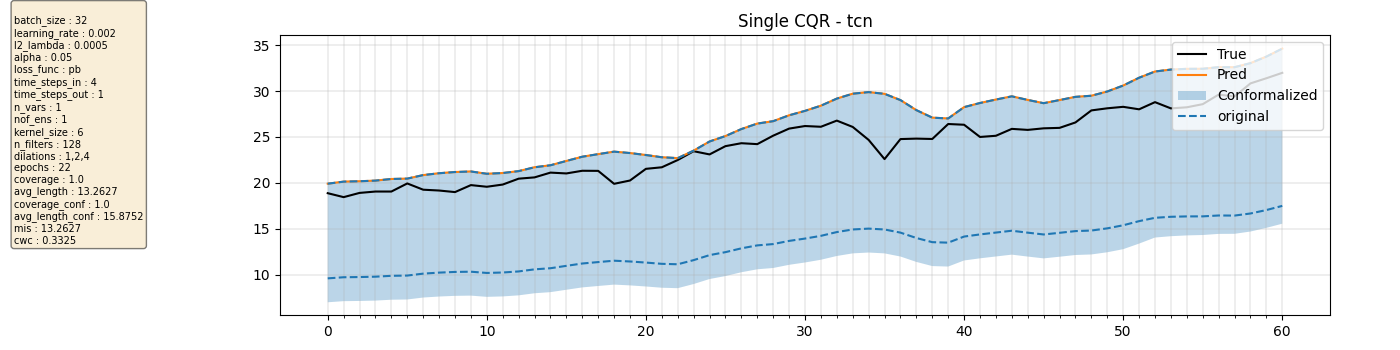 Single CQR - tcn
batch_size : 32
learning_rate : 0.002
l2_lambda : 0.0005
alpha : 0.05
loss_func : pb
time_steps_in : 4
time_steps_out : 1
n_vars : 1
nof_ens : 1
kernel_size : 6
n_filters : 128
dilations : 1,2,4
epochs : 22
coverage : 1.0
avg_length : 13.2627
coverage_conf : 1.0
avg_length_conf : 15.8752
mis : 13.2627
cwc : 0.3325
35
30
25
20
15
10
True
Pred
Conformalized
original
0 10 20 30 40 50 60